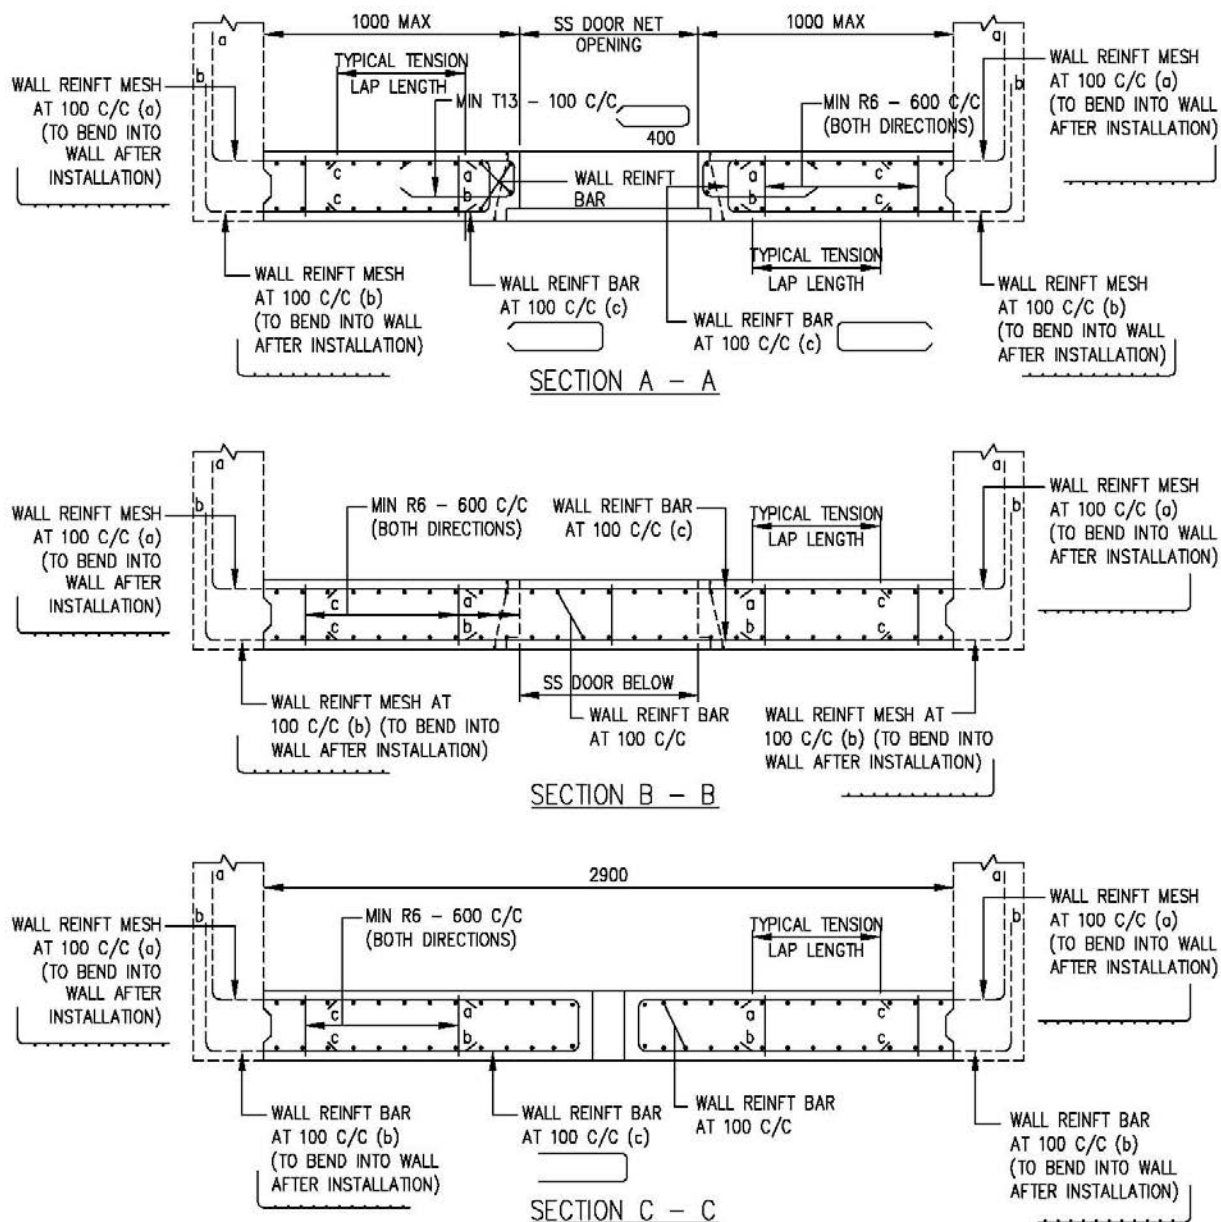 1000 MAX
SS DOOR NET
OPENING
1000 MAX
a
b
WALL REINFT MESH
AT 100 C/C (a)
(TO BEND INTO
WALL AFTER
INSTALLATION)
TYPICAL TENSION
LAP LENGTH
MIN T13 - 100 C/C
400
MIN R6 - 600 C/C
(BOTH DIRECTIONS)
a
b
WALL REINFT MESH
AT 100 C/C (a)
(TO BEND INTO WALL
AFTER INSTALLATION)
c
a
c
b
WALL REINFT
BAR
a
c
b
c
WALL REINFT MESH
AT 100 C/C (b)
(TO BEND INTO WALL
AFTER INSTALLATION)
WALL REINFT BAR
AT 100 C/C (c)
TYPICAL TENSION
LAP LENGTH
WALL REINFT BAR
AT 100 C/C (c)
WALL REINFT MESH
AT 100 C/C (b)
(TO BEND INTO WALL
AFTER INSTALLATION)
SECTION A - A
a
b
WALL REINFT MESH
AT 100 C/C (a)
(TO BEND INTO
WALL AFTER
INSTALLATION)
MIN R6 - 600 C/C
(BOTH DIRECTIONS)
WALL REINFT BAR
AT 100 C/C (c)
TYPICAL TENSION
LAP LENGTH
a
b
WALL REINFT MESH
AT 100 C/C (a)
(TO BEND INTO WALL
AFTER INSTALLATION)
c
a
c
b
a
c
b
c
SS DOOR BELOW
WALL REINFT MESH AT
100 C/C (b) (TO BEND INTO
WALL AFTER INSTALLATION)
WALL REINFT BAR
AT 100 C/C
WALL REINFT MESH AT
100 C/C (b) (TO BEND INTO
WALL AFTER INSTALLATION)
SECTION B - B
a
b
2900
WALL REINFT MESH
AT 100 C/C (a)
(TO BEND INTO
WALL AFTER
INSTALLATION)
MIN R6 - 600 C/C
(BOTH DIRECTIONS)
TYPICAL TENSION
LAP LENGTH
a
b
WALL REINFT MESH
AT 100 C/C (a)
(TO BEND INTO WALL
AFTER INSTALLATION)
c
a
c
b
a
c
b
c
WALL REINFT BAR
AT 100 C/C (b)
(TO BEND INTO WALL
AFTER INSTALLATION)
WALL REINFT BAR
AT 100 C/C (c)
WALL REINFT BAR
AT 100 C/C
WALL REINFT BAR
AT 100 C/C (b)
(TO BEND INTO WALL
AFTER INSTALLATION)
SECTION C - C